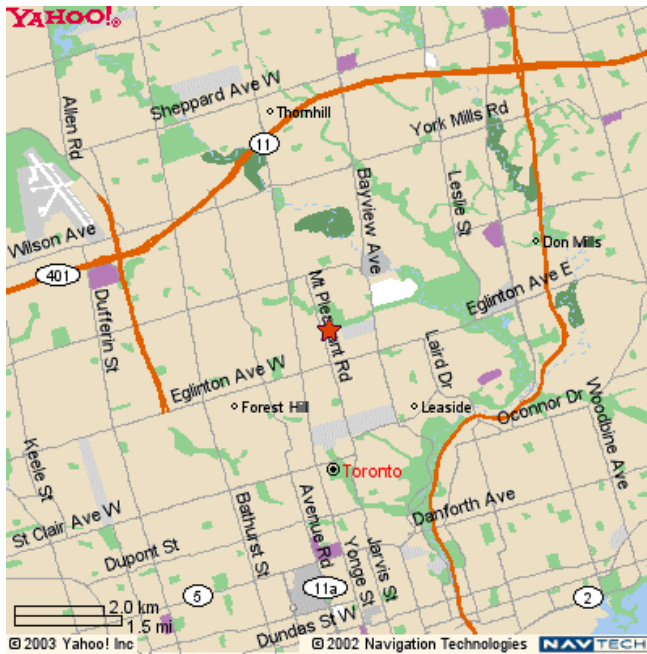 YAHOO!®
Allen Rd
Sheppard Ave W
Thornhill
11
York Mills Rd
Bayview Ave
Leslie St
Wilson Ave
Don Mills
401
Dufferin St
Mt Pleasant Rd
Eglinton Ave E
Eglinton Ave W
Laird Dr
Forest Hill
Leaside
Oconnor Dr
Woodbine Ave
Keele St
Toronto
St Clair Ave W
Bathurst St
Avenue Rd
Danforth Ave
Dupont St
Yonge St
Jarvis St
5
11a
2
2.0 km
1.5 mi
Dundas St W
© 2003 Yahoo! Inc
© 2002 Navigation Technologies
NAVTECH